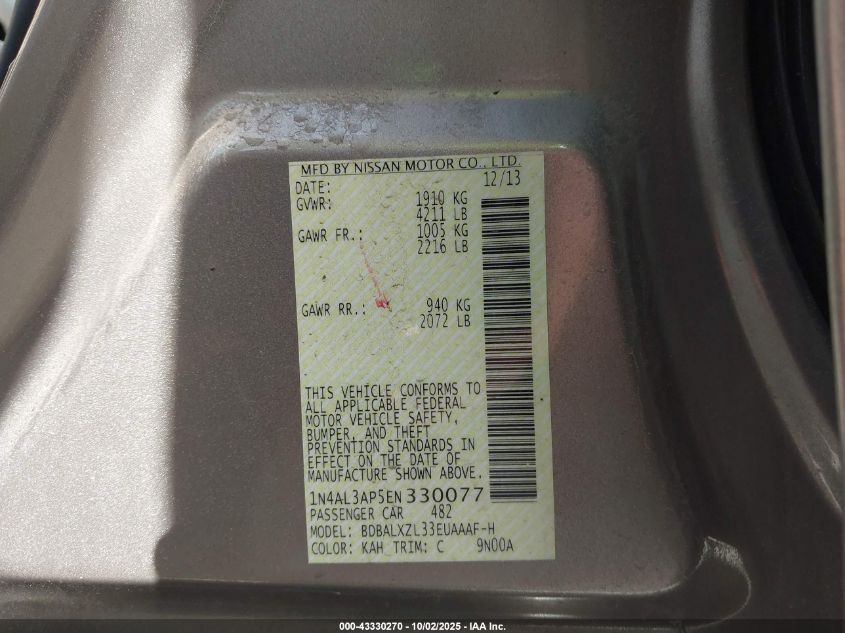 MFD BY NISSAN MOTOR CO., LTD.
DATE: 12/13
GVWR: 1910 KG
4211 LB
GAWR FR.: 1005 KG
2216 LB
GAWR RR.: 940 KG
2072 LB
THIS VEHICLE CONFORMS TO
ALL APPLICABLE FEDERAL
MOTOR VEHICLE SAFETY,
BUMPER, AND THEFT
PREVENTION STANDARDS IN
EFFECT ON THE DATE OF
MANUFACTURE SHOWN ABOVE.
1N4AL3AP5EN330077
PASSENGER CAR 482
MODEL: BDBALXZL33EUAAAF-H
COLOR: KAH TRIM: C 9N00A
000-43330270 - 10/02/2025 - IAA Inc.